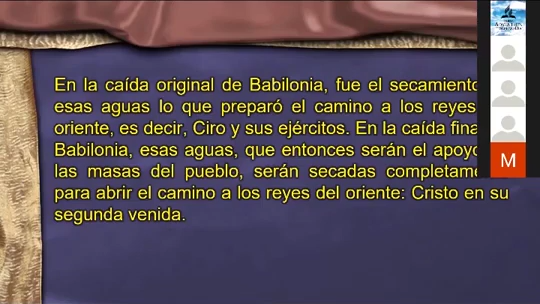 En la caída original de Babilonia, fue el secamiento
esas aguas lo que preparó el camino a los reyes
oriente, es decir, Ciro y sus ejércitos. En la caída fina
Babilonia, esas aguas, que entonces serán el apoyo
las masas del pueblo, serán secadas completame
para abrir el camino a los reyes del oriente: Cristo en su
segunda venida.
M